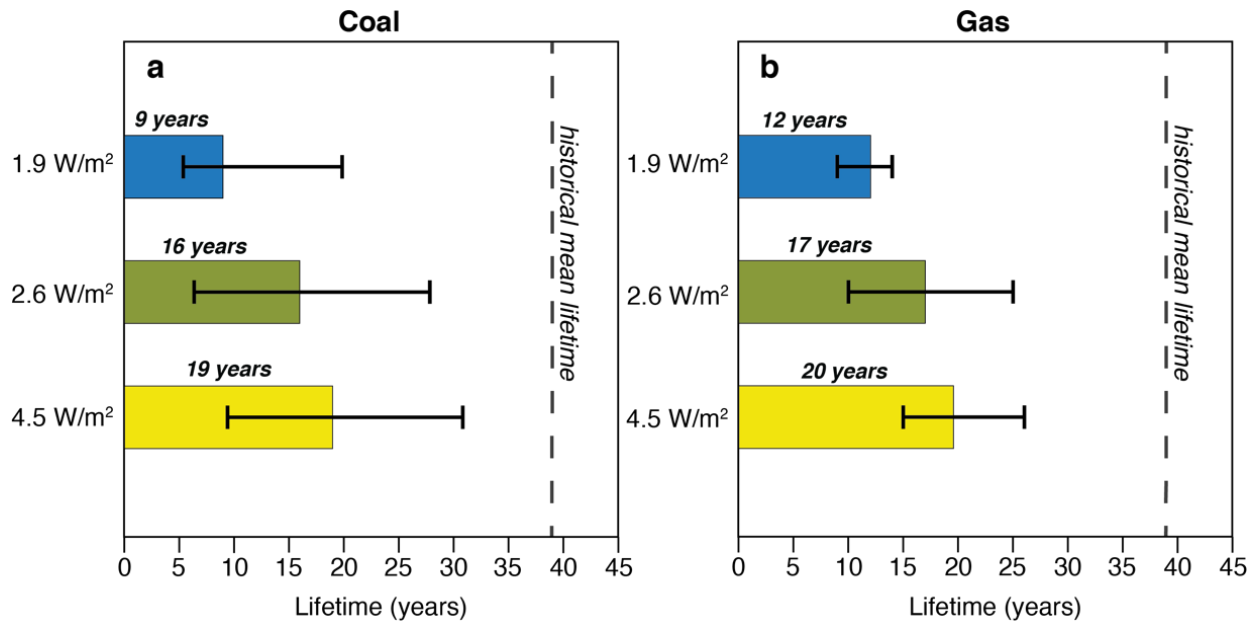 Coal
a
9 years
1.9 W/m²
16 years
2.6 W/m²
19 years
4.5 W/m²
historical mean lifetime
0 5 10 15 20 25 30 35 40 45
Lifetime (years)
Gas
b
12 years
1.9 W/m²
17 years
2.6 W/m²
20 years
4.5 W/m²
historical mean lifetime
0 5 10 15 20 25 30 35 40 45
Lifetime (years)